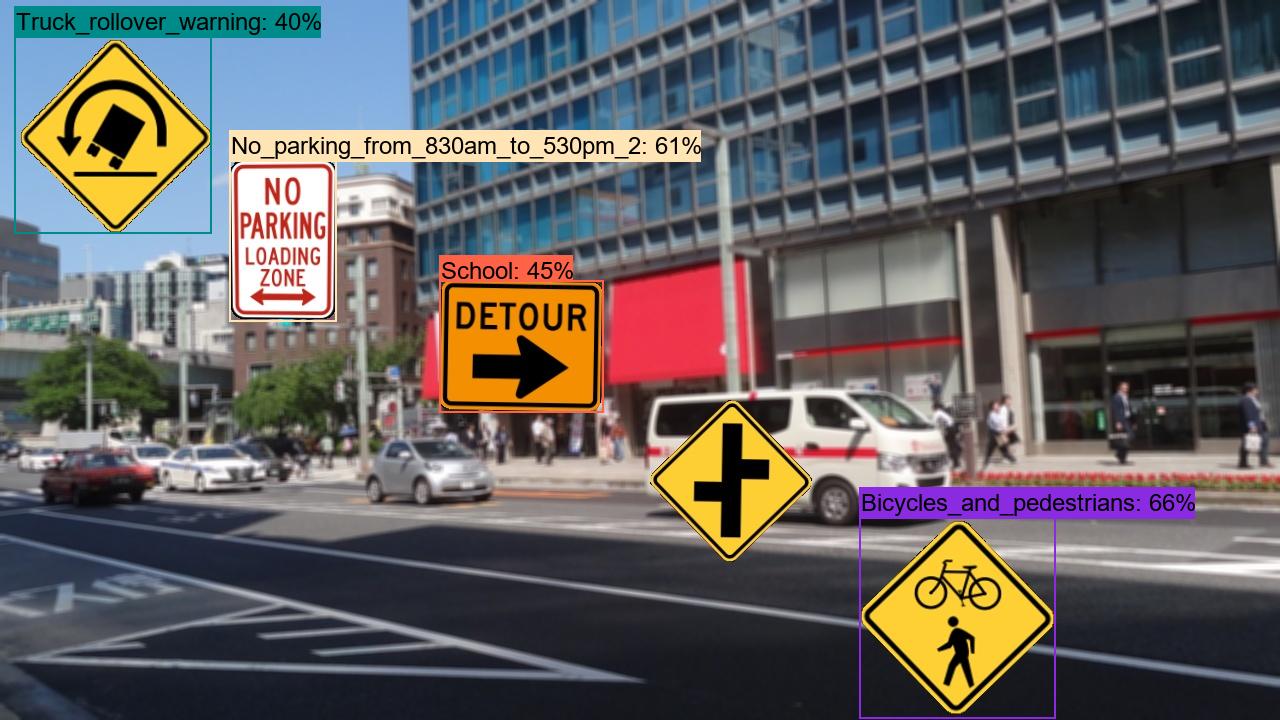 Truck_rollover_warning: 40%
No_parking_from_830am_to_530pm_2: 61%
NO
PARKING
LOADING
ZONE
School: 45%
DETOUR
Bicycles_and_pedestrians: 66%